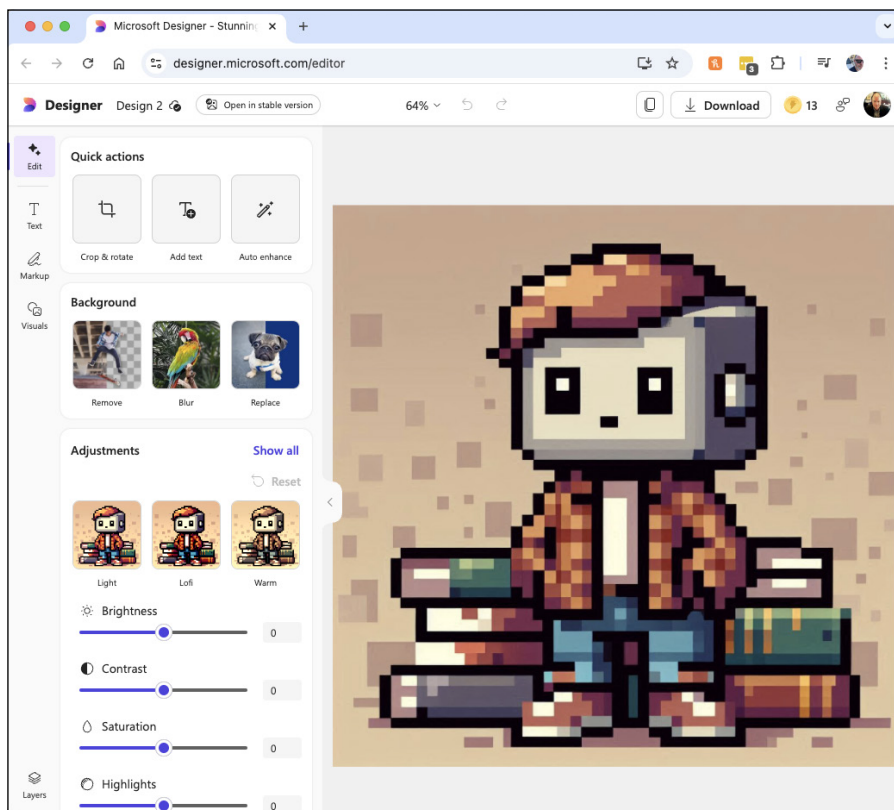 Microsoft Designer - Stunning
designer.microsoft.com/editor
3
Designer
Design 2
Open in stable version
64%
Download
13
Edit
Text
Markup
Visuals
Layers
Quick actions
Crop & rotate
Add text
Auto enhance
Background
Remove
Blur
Replace
Adjustments
Show all
Reset
Light
Lofi
Warm
Brightness
0
Contrast
0
Saturation
0
Highlights
0